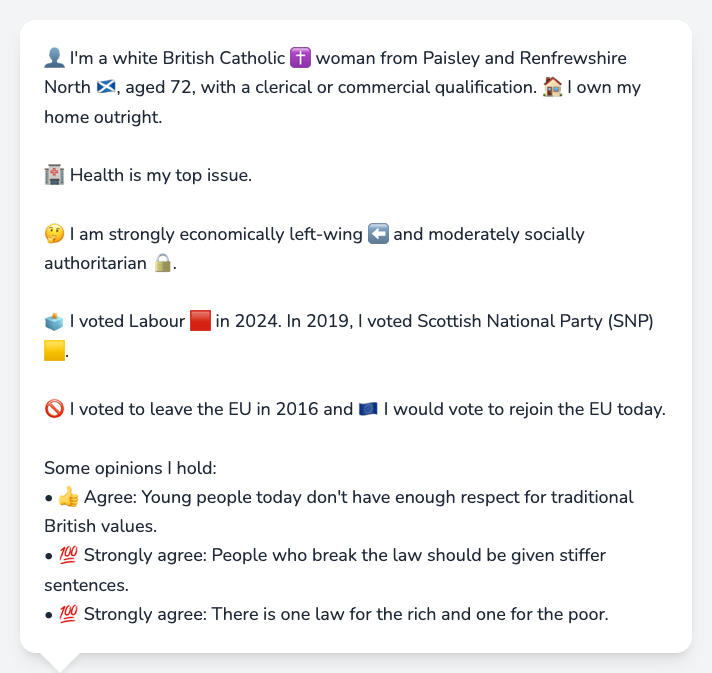 👤 I'm a white British Catholic ✝️ woman from Paisley and Renfrewshire
North 🏴󠁧󠁢󠁳󠁣󠁴󠁿, aged 72, with a clerical or commercial qualification. 🏠 I own my
home outright.
🏥 Health is my top issue.
🤔 I am strongly economically left-wing ⬅️ and moderately socially
authoritarian 🔒.
🗳️ I voted Labour 🟥 in 2024. In 2019, I voted Scottish National Party (SNP)
🟨.
🚫 I voted to leave the EU in 2016 and 🇪🇺 I would vote to rejoin the EU today.
Some opinions I hold:
• 👍 Agree: Young people today don't have enough respect for traditional
British values.
• 💯 Strongly agree: People who break the law should be given stiffer
sentences.
• 💯 Strongly agree: There is one law for the rich and one for the poor.